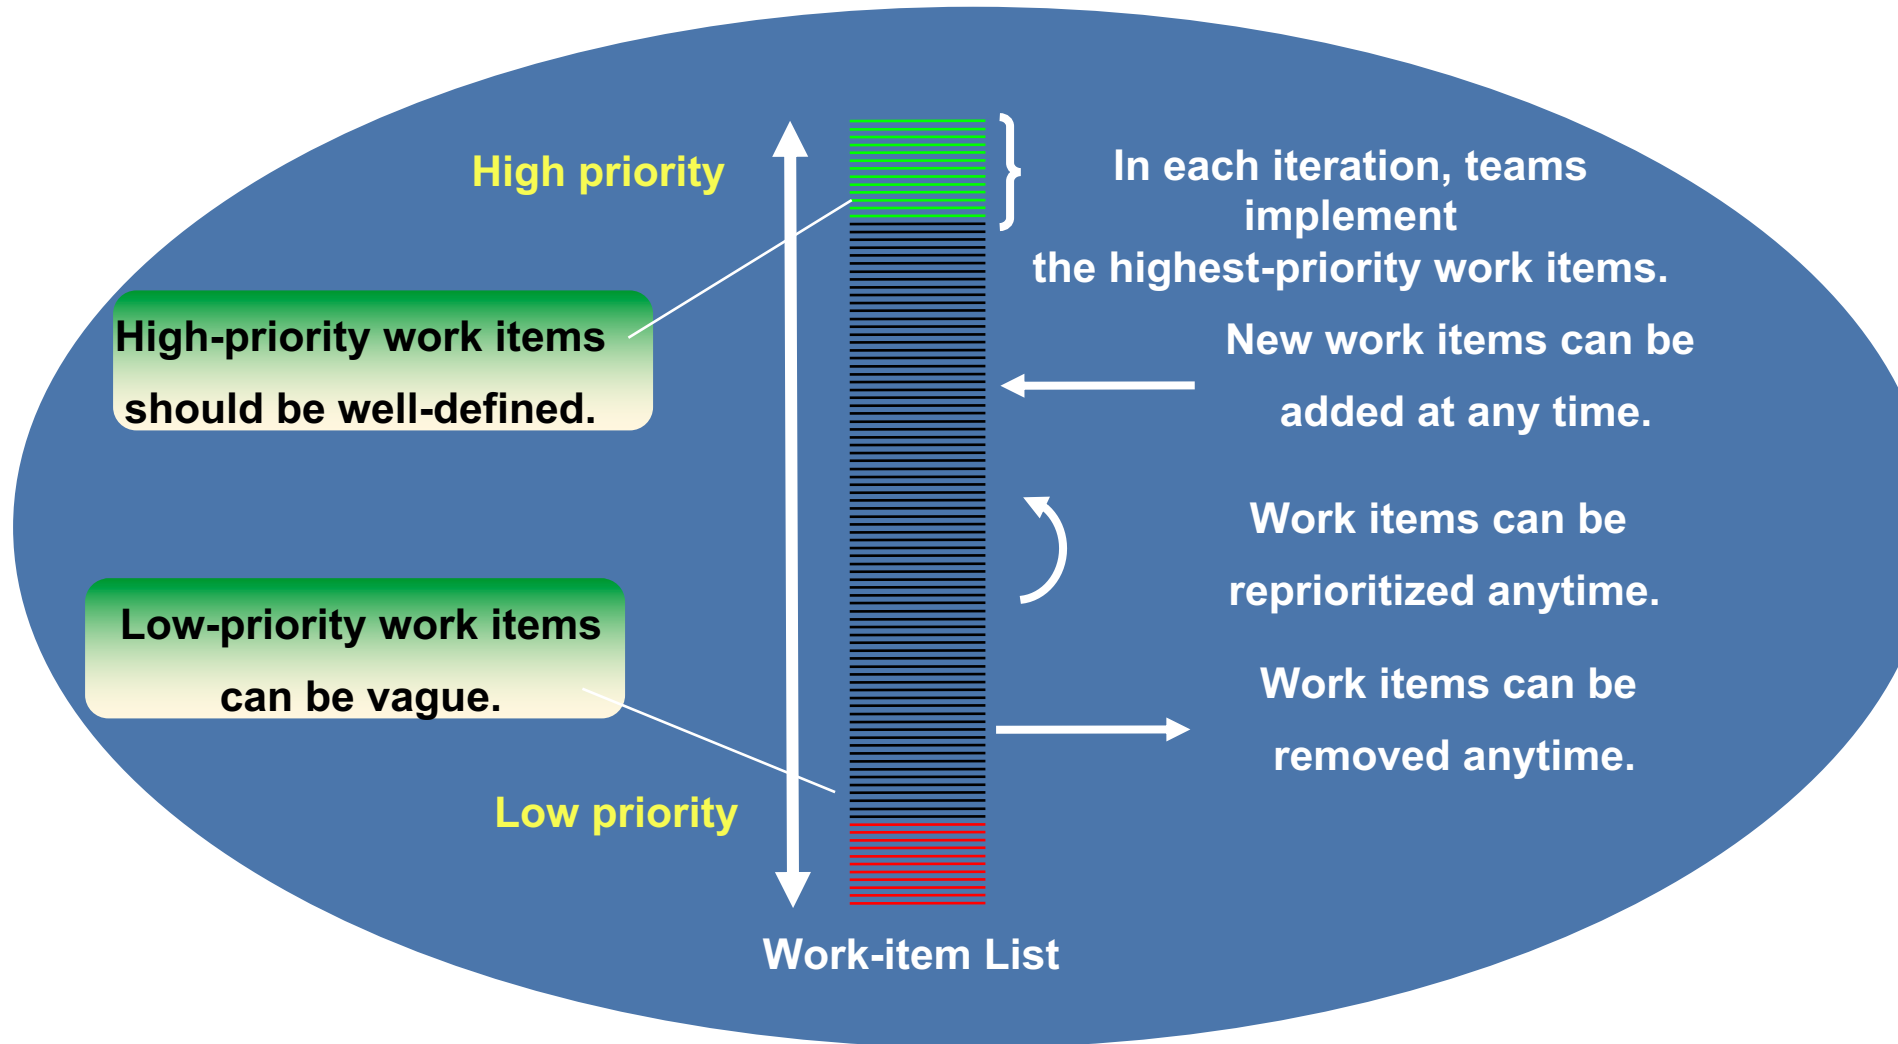 High priority
In each iteration, teams
implement
the highest-priority work items.
High-priority work items
should be well-defined.
New work items can be
added at any time.
Work items can be
reprioritized anytime.
Low-priority work items
can be vague.
Work items can be
removed anytime.
Low priority
Work-item List